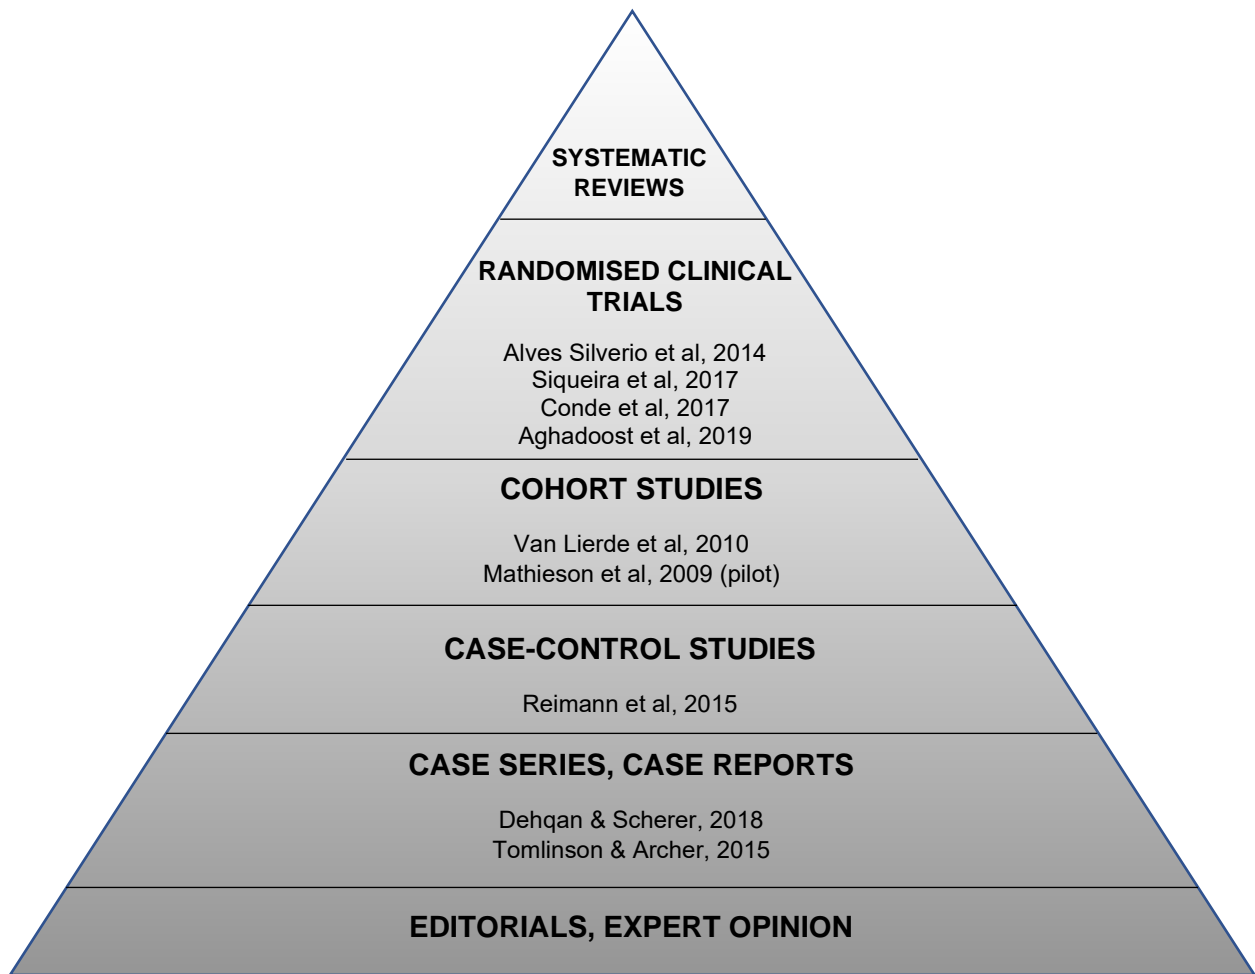 SYSTEMATIC
REVIEWS
RANDOMISED CLINICAL
TRIALS
Alves Silverio et al, 2014
Siqueira et al, 2017
Conde et al, 2017
Aghadoost et al, 2019
COHORT STUDIES
Van Lierde et al, 2010
Mathieson et al, 2009 (pilot)
CASE-CONTROL STUDIES
Reimann et al, 2015
CASE SERIES, CASE REPORTS
Dehqan & Scherer, 2018
Tomlinson & Archer, 2015
EDITORIALS, EXPERT OPINION